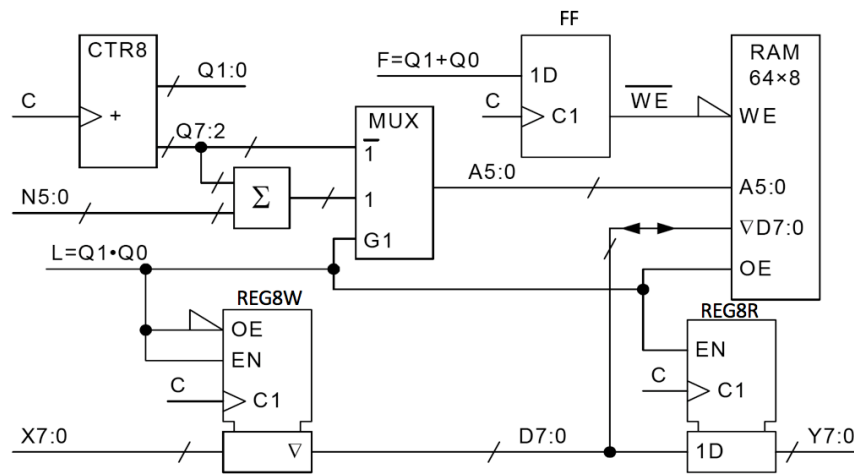 FF
CTR8
Q1:0
C
+
Q7:2
N5:0
Σ
MUX
1̅
1
G1
F=Q1+Q0
1D
C
C1
W̅E̅
RAM
64×8
WE
A5:0
A5:0
∇D7:0
OE
L=Q1•Q0
REG8W
OE
EN
C
C1
X7:0
∇
D7:0
REG8R
EN
C
C1
1D
Y7:0